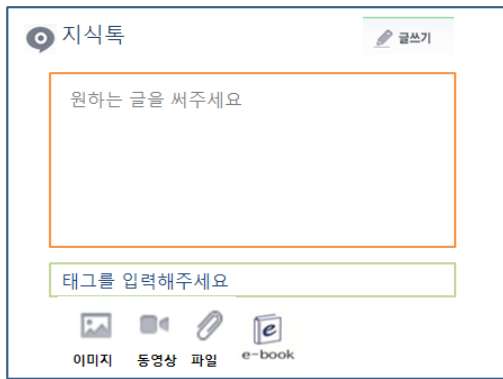 지식톡
글쓰기
원하는 글을 써주세요
태그를 입력해주세요
이미지 동영상 파일 e-book